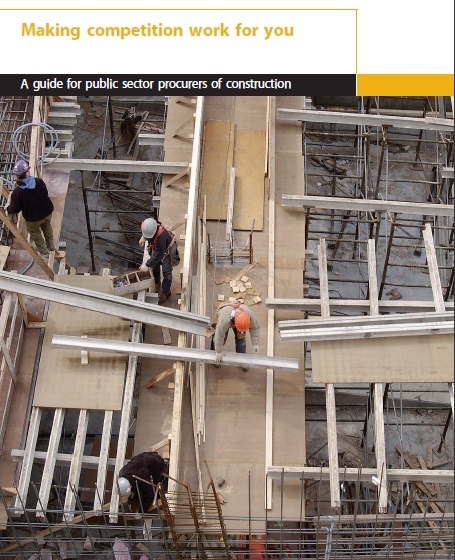 Making competition work for you
A guide for public sector procurers of construction